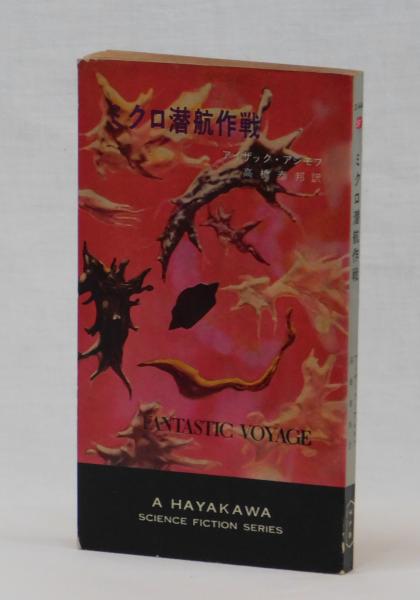 ミクロ潜航作戦
アイザック・アシモフ
高橋泰邦訳
FANTASTIC VOYAGE
A HAYAKAWA
SCIENCE FICTION SERIES
ミクロ潜航作戦